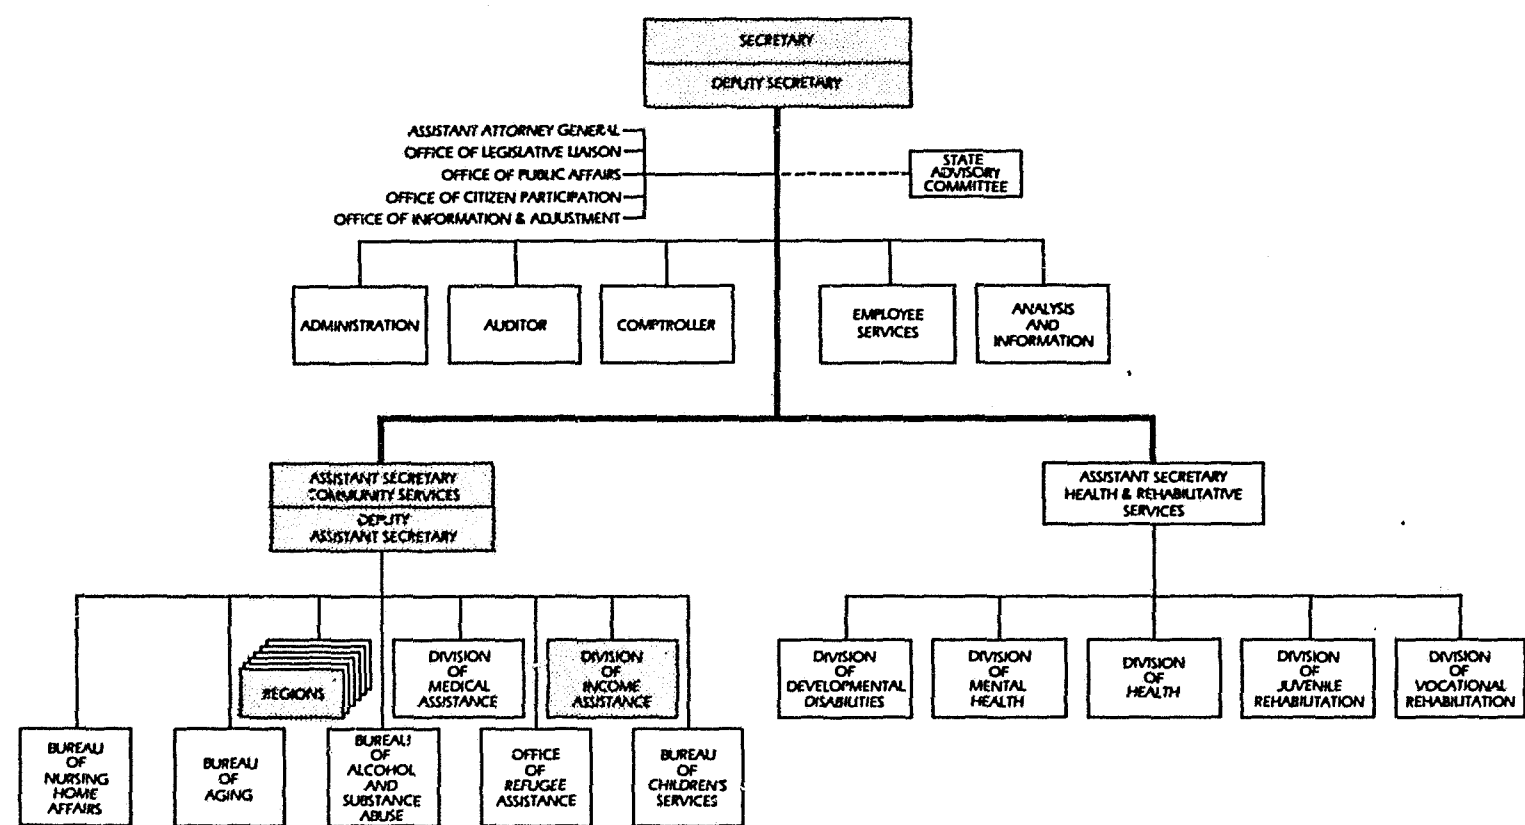 SECRETARY
DEPUTY SECRETARY
ASSISTANT ATTORNEY GENERAL
OFFICE OF LEGISLATIVE LIAISON
OFFICE OF PUBLIC AFFAIRS
OFFICE OF CITIZEN PARTICIPATION
OFFICE OF INFORMATION & ADJUSTMENT
STATE
ADVISORY
COMMITTEE
ADMINISTRATION
AUDITOR
COMPTROLLER
EMPLOYEE
SERVICES
ANALYSIS
AND
INFORMATION
ASSISTANT SECRETARY
COMMUNITY SERVICES
DEPUTY
ASSISTANT SECRETARY
ASSISTANT SECRETARY
HEALTH & REHABILITATIVE
SERVICES
REGIONS
DIVISION
OF
MEDICAL
ASSISTANCE
DIVISION
OF
INCOME
ASSISTANCE
DIVISION
OF
DEVELOPMENTAL
DISABILITIES
DIVISION
OF
MENTAL
HEALTH
DIVISION
OF
HEALTH
DIVISION
OF
JUVENILE
REHABILITATION
DIVISION
OF
VOCATIONAL
REHABILITATION
BUREAU
OF
NURSING
HOME
AFFAIRS
BUREAU
OF
AGING
BUREAU
OF
ALCOHOL
AND
SUBSTANCE
ABUSE
OFFICE
OF
REFUGEE
ASSISTANCE
BUREAU
OF
CHILDREN'S
SERVICES